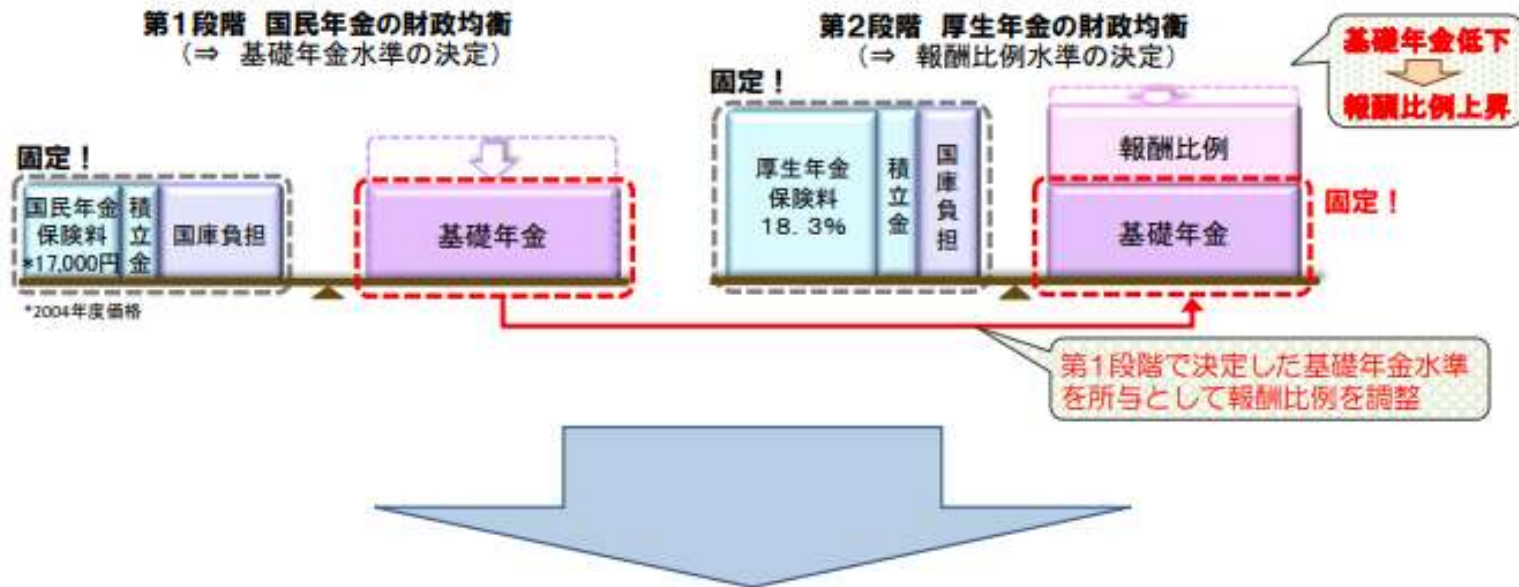 第1段階 国民年金の財政均衡
(⇒ 基礎年金水準の決定)
固定！
国民年金
保険料
*17,000円
積
立
金
国庫負担
基礎年金
*2004年度価格
第2段階 厚生年金の財政均衡
(⇒ 報酬比例水準の決定)
固定！
厚生年金
保険料
18.3%
積
立
金
国
庫
負
担
報酬比例
基礎年金
固定！
基礎年金低下
報酬比例上昇
第1段階で決定した基礎年金水準
を所与として報酬比例を調整